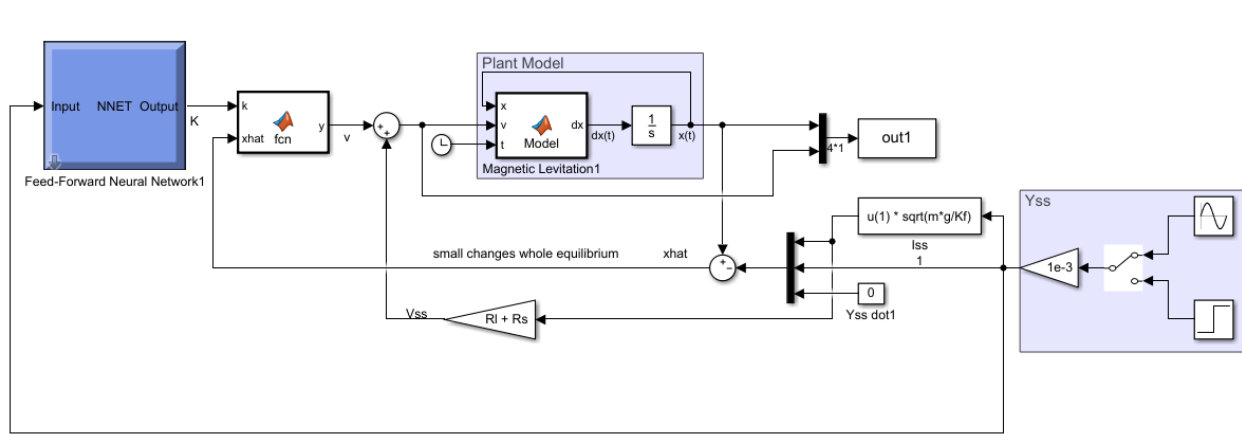 Input
NNET
Output
K
Feed-Forward Neural Network1
k
xhat
fcn
y
v
+
+
Plant Model
x
v
t
Model
dx
dx(t)
1
s
x(t)
Magnetic Levitation1
4*1
out1
small changes whole equilibrium
xhat
+
−
u(1) * sqrt(m*g/Kf)
Iss
1
0
Yss dot1
Vss
Rl + Rs
Yss
1e-3